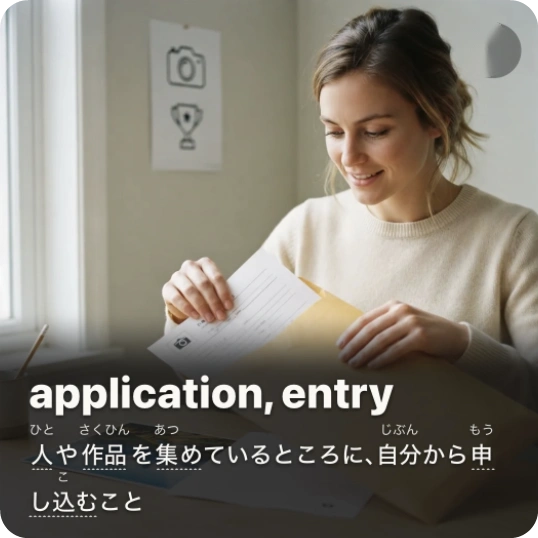 application, entry
人や作品を集めているところに、自分から申
し込むこと